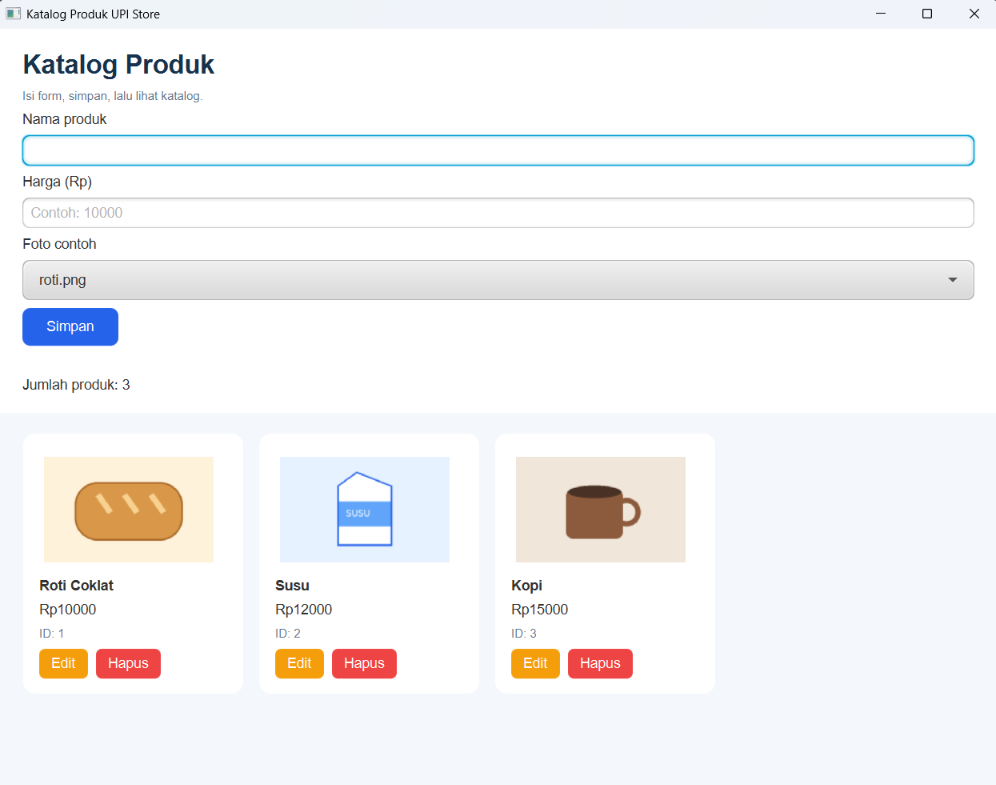 Katalog Produk UPI Store
Katalog Produk
Isi form, simpan, lalu lihat katalog.
Nama produk
Harga (Rp)
Contoh: 10000
Foto contoh
roti.png
Simpan
Jumlah produk: 3
SUSU
Roti Coklat
Rp10000
ID: 1
Edit Hapus
Susu
Rp12000
ID: 2
Edit Hapus
Kopi
Rp15000
ID: 3
Edit Hapus